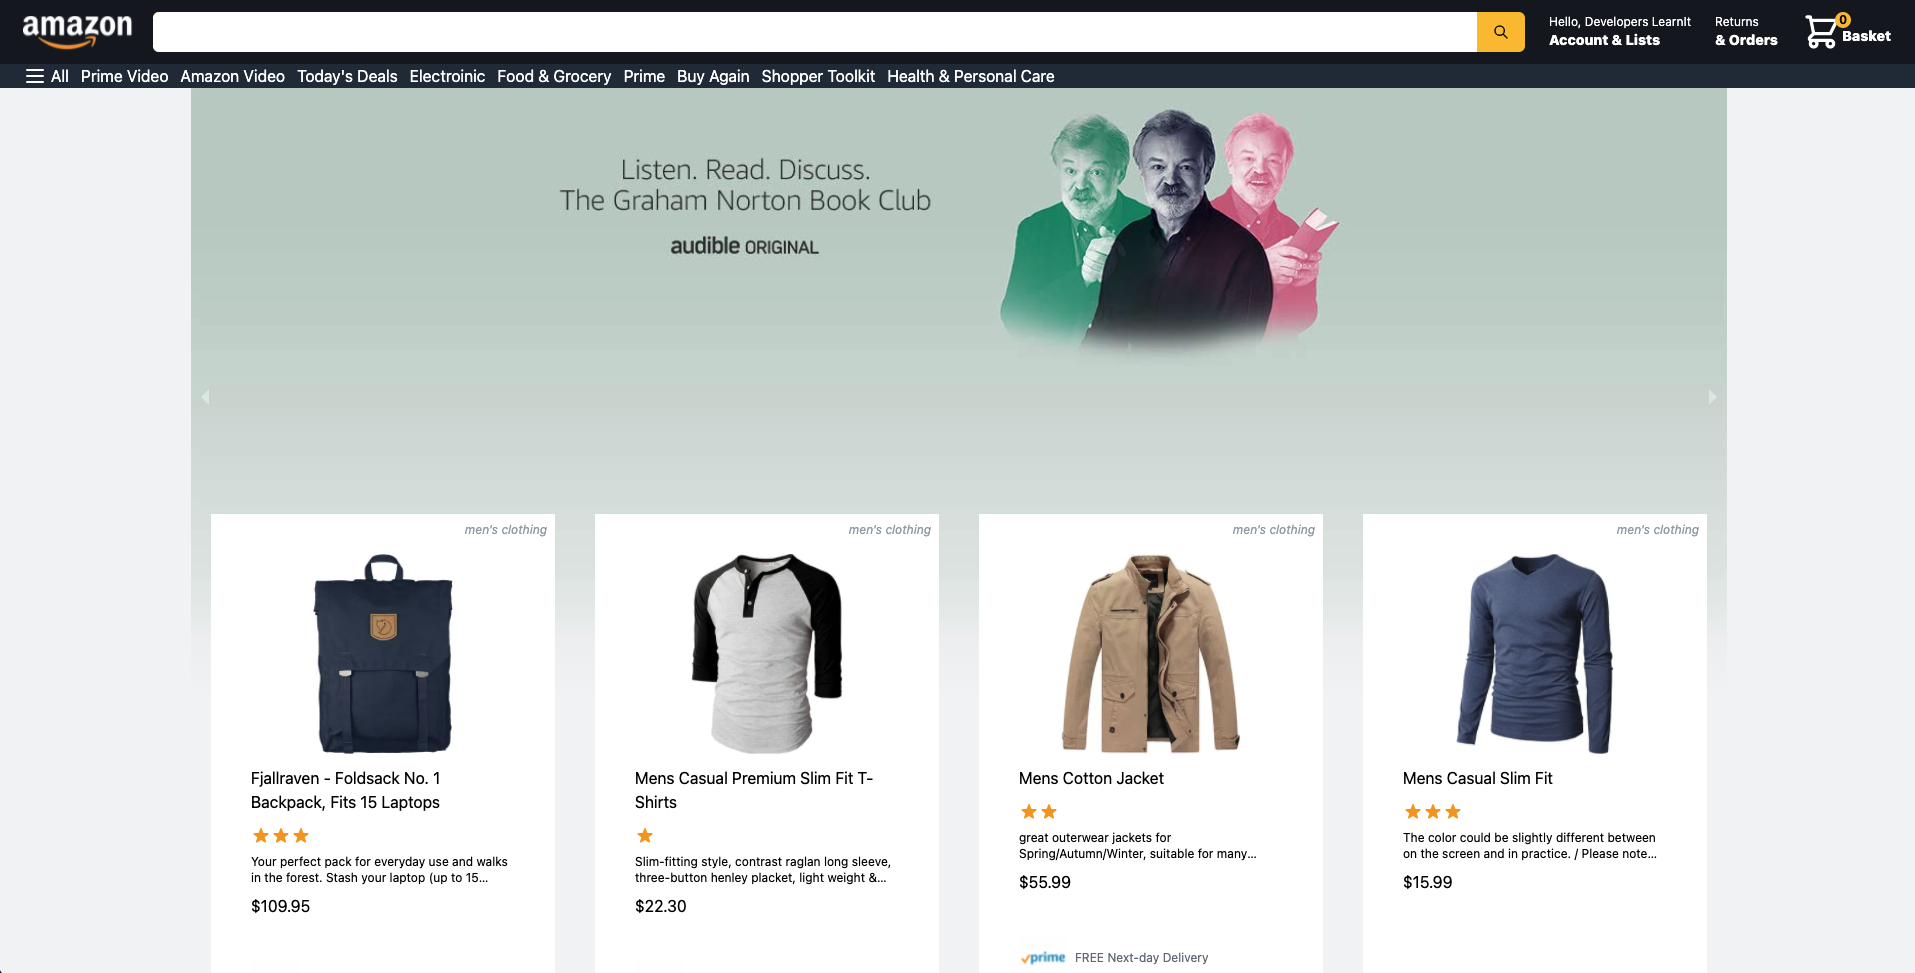 amazon
Hello, Developers LearnIt
Account & Lists
Returns
& Orders
0
Basket
All Prime Video Amazon Video Today's Deals Electroinic Food & Grocery Prime Buy Again Shopper Toolkit Health & Personal Care
Listen. Read. Discuss.
The Graham Norton Book Club
audible ORIGINAL
men's clothing
Fjallraven - Foldsack No. 1
Backpack, Fits 15 Laptops
Your perfect pack for everyday use and walks
in the forest. Stash your laptop (up to 15...
$109.95
men's clothing
Mens Casual Premium Slim Fit T-
Shirts
Slim-fitting style, contrast raglan long sleeve,
three-button henley placket, light weight &...
$22.30
men's clothing
Mens Cotton Jacket
great outerwear jackets for
Spring/Autumn/Winter, suitable for many...
$55.99
prime FREE Next-day Delivery
men's clothing
Mens Casual Slim Fit
The color could be slightly different between
on the screen and in practice. / Please note...
$15.99